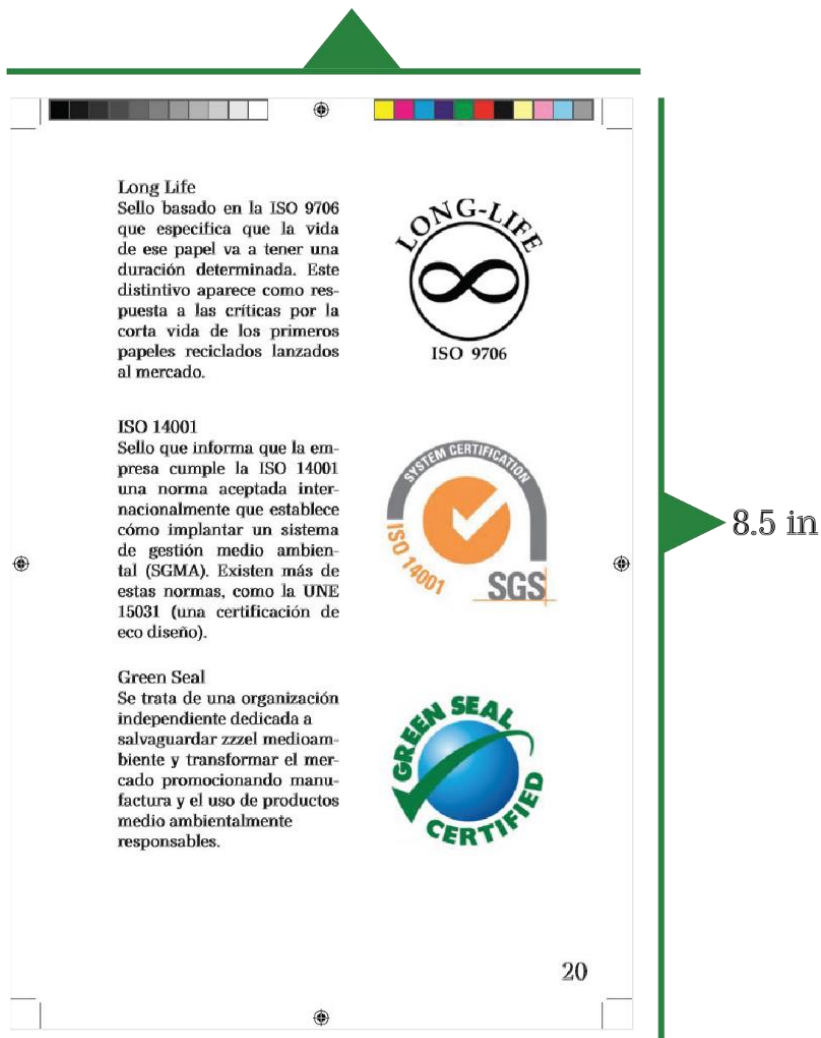 Long Life
Sello basado en la ISO 9706
que especifica que la vida
de ese papel va a tener una
duración determinada. Este
distintivo aparece como res-
puesta a las críticas por la
corta vida de los primeros
papeles reciclados lanzados
al mercado.
LONG-LIFE
ISO 9706
ISO 14001
Sello que informa que la em-
presa cumple la ISO 14001
una norma aceptada inter-
nacionalmente que establece
cómo implantar un sistema
de gestión medio ambien-
tal (SGMA). Existen más de
estas normas, como la UNE
15031 (una certificación de
eco diseño).
SYSTEM CERTIFICATION
ISO 14001
SGS
8.5 in
Green Seal
Se trata de una organización
independiente dedicada a
salvaguardar zzzel medioam-
biente y transformar el mer-
cado promocionando manu-
factura y el uso de productos
medio ambientalmente
responsables.
GREEN SEAL
CERTIFIED
20